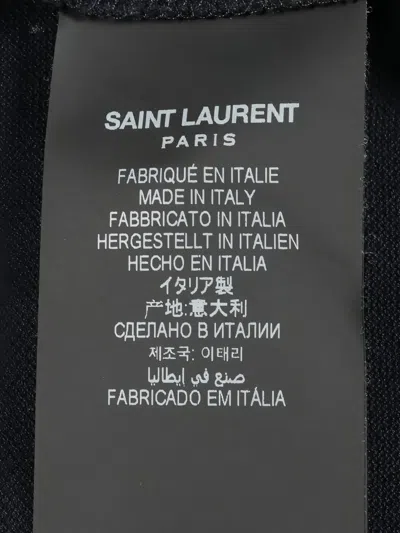 SAINT LAURENT
PARIS
FABRIQUÉ EN ITALIE
MADE IN ITALY
FABBRICATO IN ITALIA
HERGESTELLT IN ITALIEN
HECHO EN ITALIA
イタリア製
产地:意大利
СДЕЛАНО В ИТАЛИИ
제조국: 이태리
صنع في إيطاليا
FABRICADO EM ITÁLIA